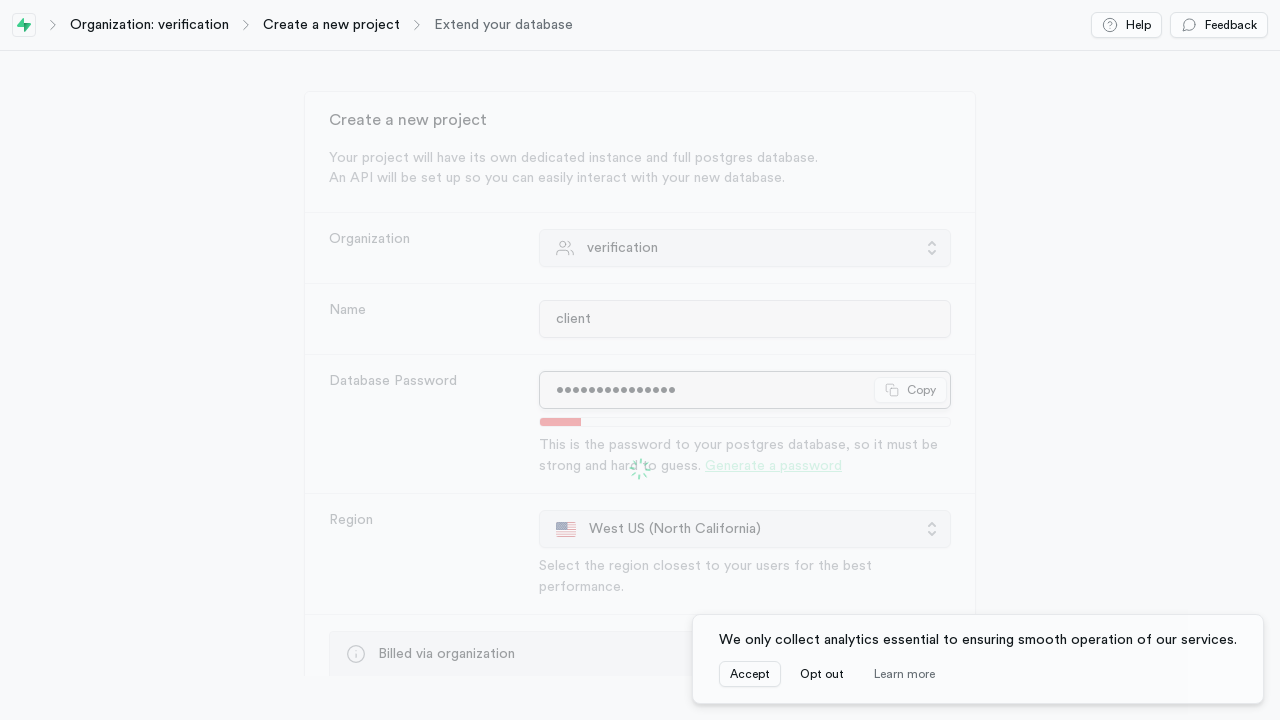 Organization: verification
Create a new project
Extend your database
Help
Feedback
Create a new project
Your project will have its own dedicated instance and full postgres database.
An API will be set up so you can easily interact with your new database.
Organization
verification
Name
client
Database Password
•••••••••••••••
Copy
This is the password to your postgres database, so it must be
strong and hard to guess. Generate a password
Region
West US (North California)
Select the region closest to your users for the best
performance.
Billed via organization
We only collect analytics essential to ensuring smooth operation of our services.
Accept
Opt out
Learn more